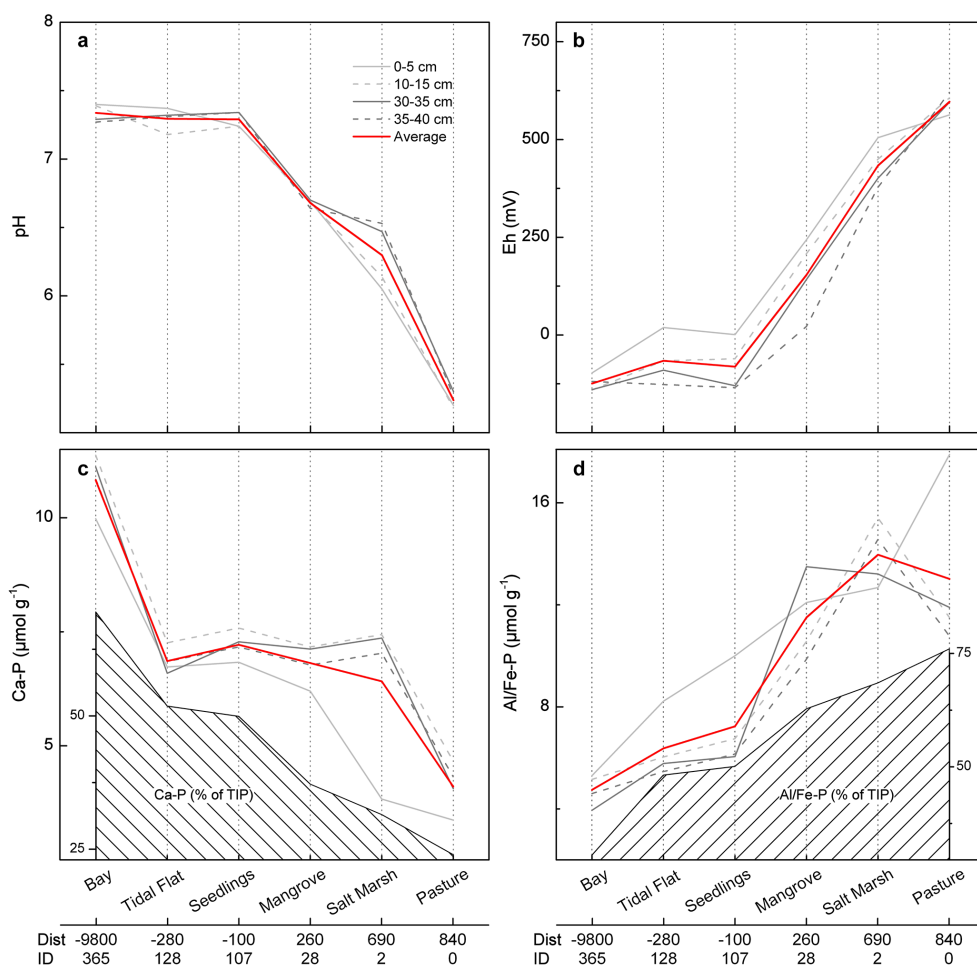 a
8
7
6
pH
0-5 cm
10-15 cm
30-35 cm
35-40 cm
Average
b
750
500
250
0
Eh (mV)
c
10
50
5
25
Ca-P (µmol g⁻¹)
Ca-P (% of TIP)
d
16
8
75
50
Al/Fe-P (µmol g⁻¹)
Al/Fe-P (% of TIP)
Bay Tidal Flat Seedlings Mangrove Salt Marsh Pasture
Dist -9800 -280 -100 260 690 840
ID 365 128 107 28 2 0
Bay Tidal Flat Seedlings Mangrove Salt Marsh Pasture
Dist -9800 -280 -100 260 690 840
ID 365 128 107 28 2 0